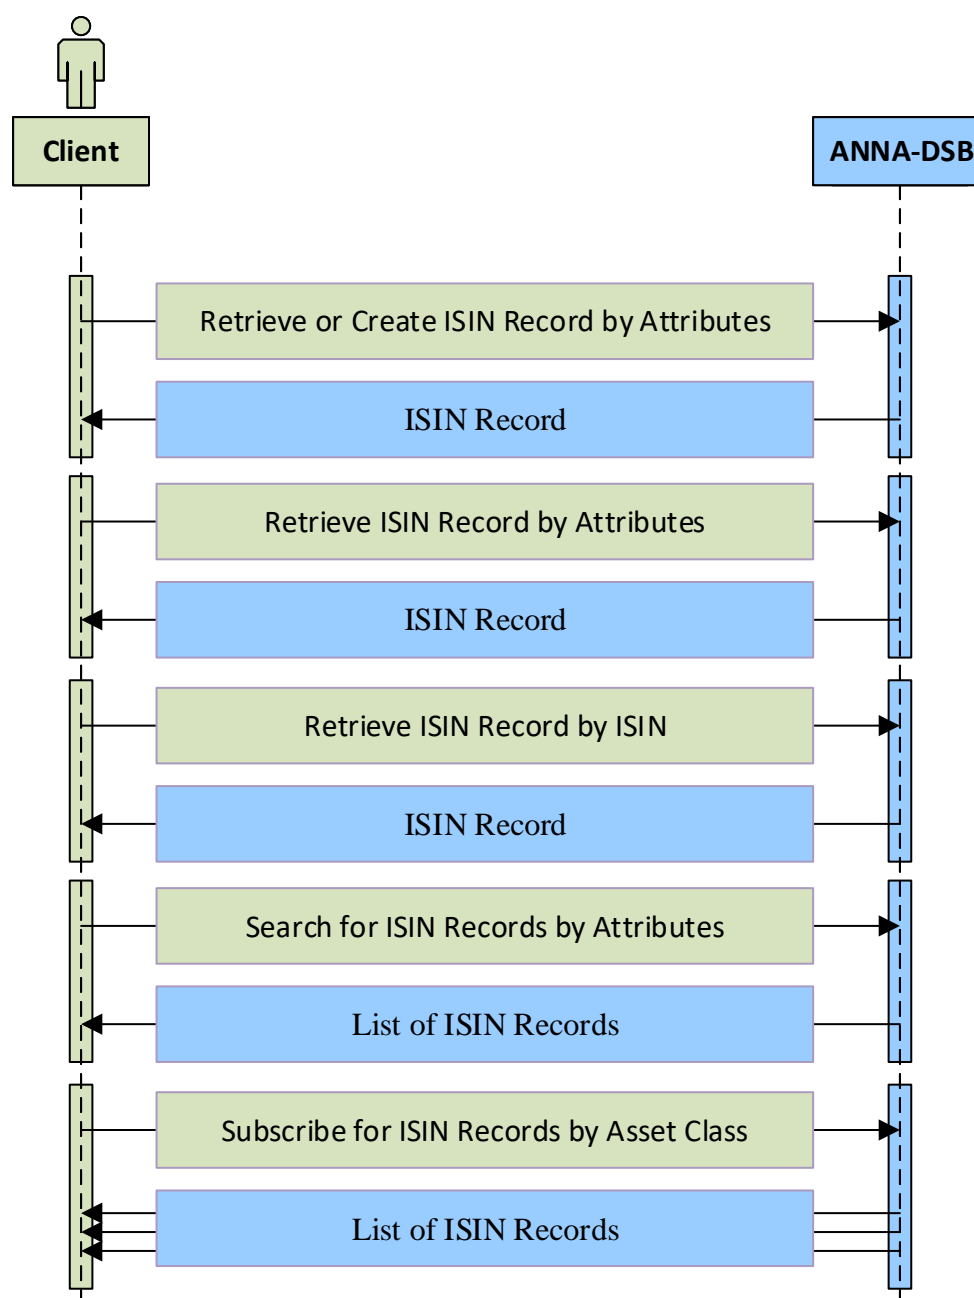 Client
ANNA-DSB
Retrieve or Create ISIN Record by Attributes
ISIN Record
Retrieve ISIN Record by Attributes
ISIN Record
Retrieve ISIN Record by ISIN
ISIN Record
Search for ISIN Records by Attributes
List of ISIN Records
Subscribe for ISIN Records by Asset Class
List of ISIN Records